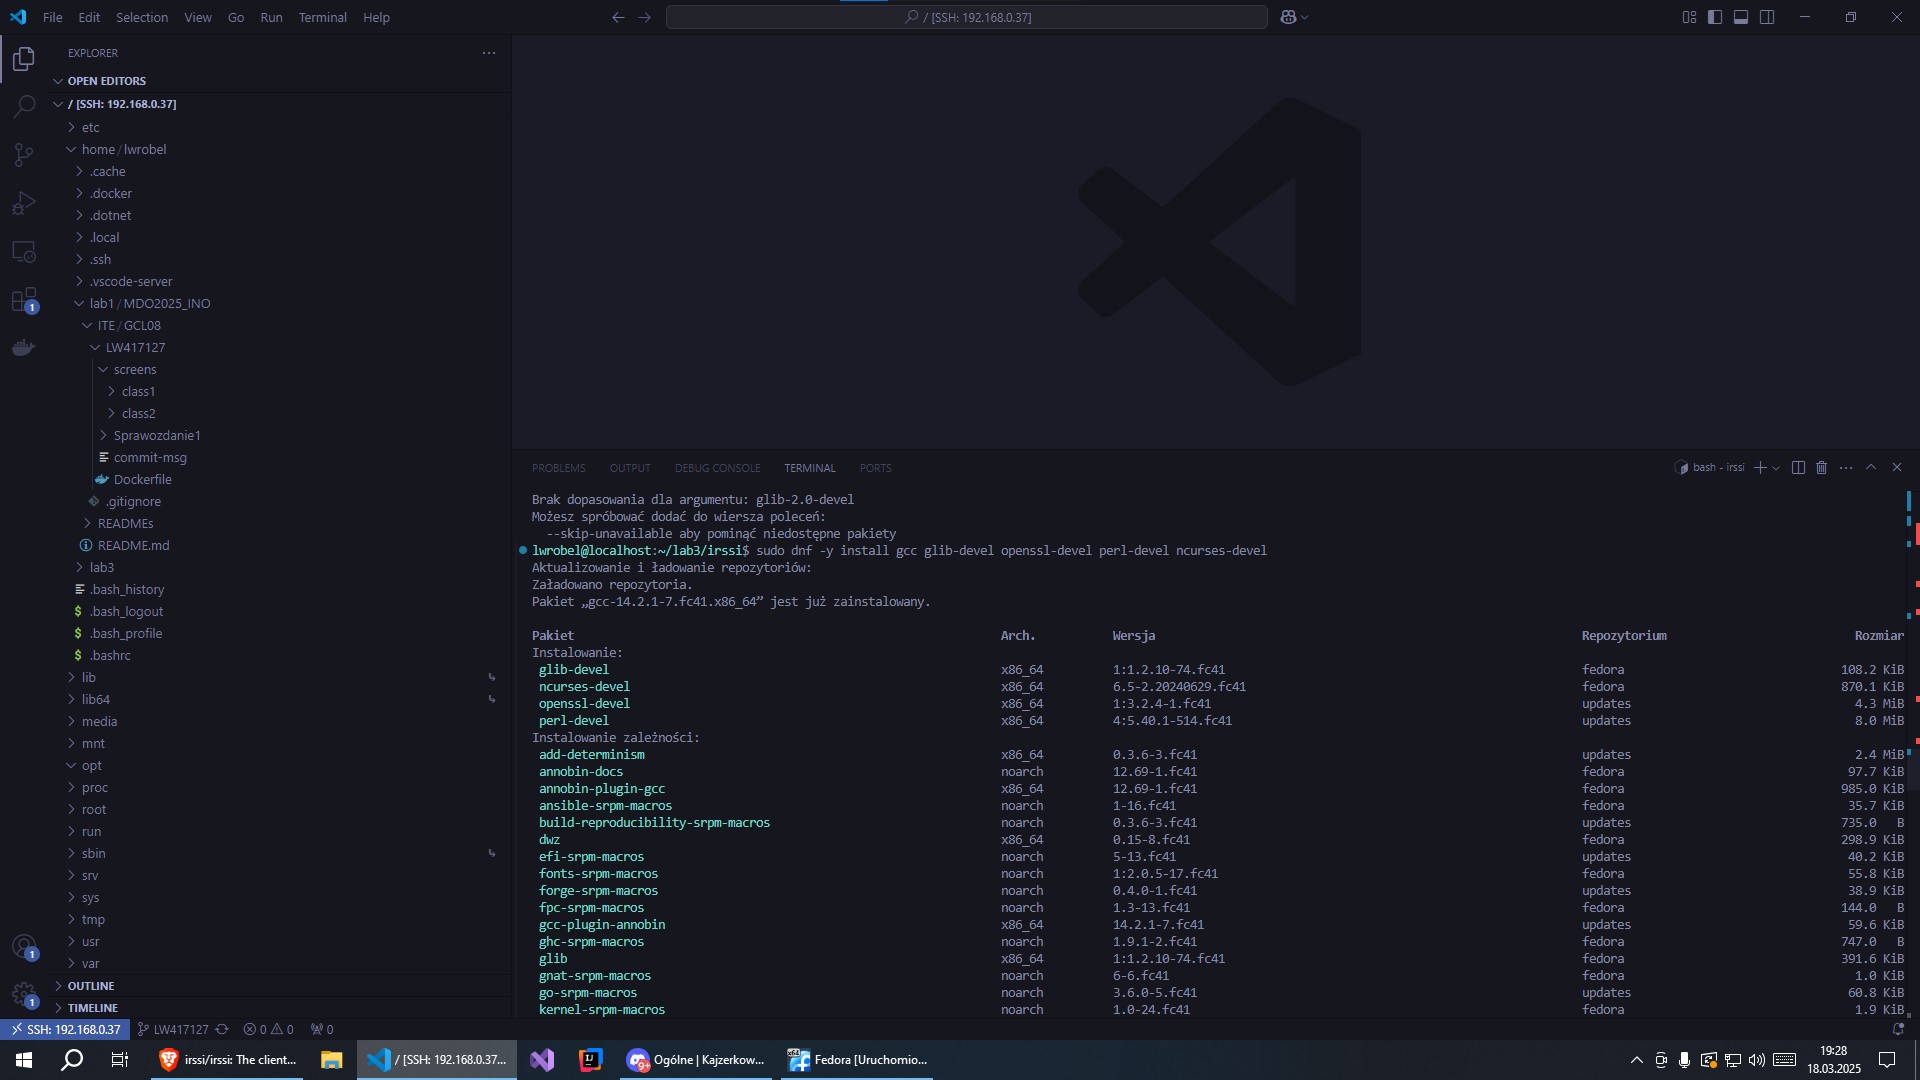 File Edit Selection View Go Run Terminal Help
/ [SSH: 192.168.0.37]
EXPLORER
OPEN EDITORS
/ [SSH: 192.168.0.37]
etc
home / lwrobel
.cache
.docker
.dotnet
.local
.ssh
.vscode-server
lab1 / MDO2025_INO
ITE / GCL08
LW417127
screens
class1
class2
Sprawozdanie1
commit-msg
Dockerfile
.gitignore
READMEs
README.md
lab3
.bash_history
.bash_logout
.bash_profile
.bashrc
lib
lib64
media
mnt
opt
proc
root
run
sbin
srv
sys
tmp
usr
var
OUTLINE
TIMELINE
1
1
1
PROBLEMS OUTPUT DEBUG CONSOLE TERMINAL PORTS
bash - irssi
Brak dopasowania dla argumentu: glib-2.0-devel
Możesz spróbować dodać do wiersza poleceń:
--skip-unavailable aby pominąć niedostępne pakiety
lwrobel@localhost:~/lab3/irssi$ sudo dnf -y install gcc glib-devel openssl-devel perl-devel ncurses-devel
Aktualizowanie i ładowanie repozytoriów:
Załadowano repozytoria.
Pakiet „gcc-14.2.1-7.fc41.x86_64” jest już zainstalowany.
Pakiet Arch. Wersja Repozytorium Rozmiar
Instalowanie:
glib-devel x86_64 1:1.2.10-74.fc41 fedora 108.2 KiB
ncurses-devel x86_64 6.5-2.20240629.fc41 fedora 870.1 KiB
openssl-devel x86_64 1:3.2.4-1.fc41 updates 4.3 MiB
perl-devel x86_64 4:5.40.1-514.fc41 updates 8.0 MiB
Instalowanie zależności:
add-determinism x86_64 0.3.6-3.fc41 updates 2.4 MiB
annobin-docs noarch 12.69-1.fc41 fedora 97.7 KiB
annobin-plugin-gcc x86_64 12.69-1.fc41 fedora 985.0 KiB
ansible-srpm-macros noarch 1-16.fc41 fedora 35.7 KiB
build-reproducibility-srpm-macros noarch 0.3.6-3.fc41 updates 735.0 B
dwz x86_64 0.15-8.fc41 fedora 298.9 KiB
efi-srpm-macros noarch 5-13.fc41 updates 40.2 KiB
fonts-srpm-macros noarch 1:2.0.5-17.fc41 fedora 55.8 KiB
forge-srpm-macros noarch 0.4.0-1.fc41 updates 38.9 KiB
fpc-srpm-macros noarch 1.3-13.fc41 fedora 144.0 B
gcc-plugin-annobin x86_64 14.2.1-7.fc41 updates 59.6 KiB
ghc-srpm-macros noarch 1.9.1-2.fc41 fedora 747.0 B
glib x86_64 1:1.2.10-74.fc41 fedora 391.6 KiB
gnat-srpm-macros noarch 6-6.fc41 fedora 1.0 KiB
go-srpm-macros noarch 3.6.0-5.fc41 updates 60.8 KiB
kernel-srpm-macros noarch 1.0-24.fc41 fedora 1.9 KiB
SSH: 192.168.0.37 LW417127 0 0 0
irssi/irssi: The client... / [SSH: 192.168.0.37... 9+ Ogólne | Kajzerkow... Fedora [Uruchomio...
19:28
18.03.2025